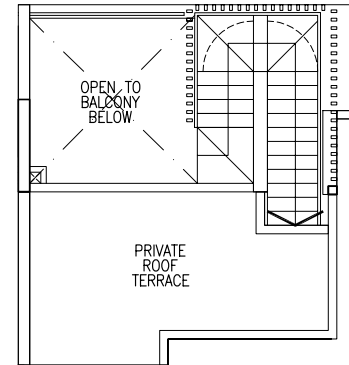 OPEN TO
BALCONY
BELOW
PRIVATE
ROOF
TERRACE